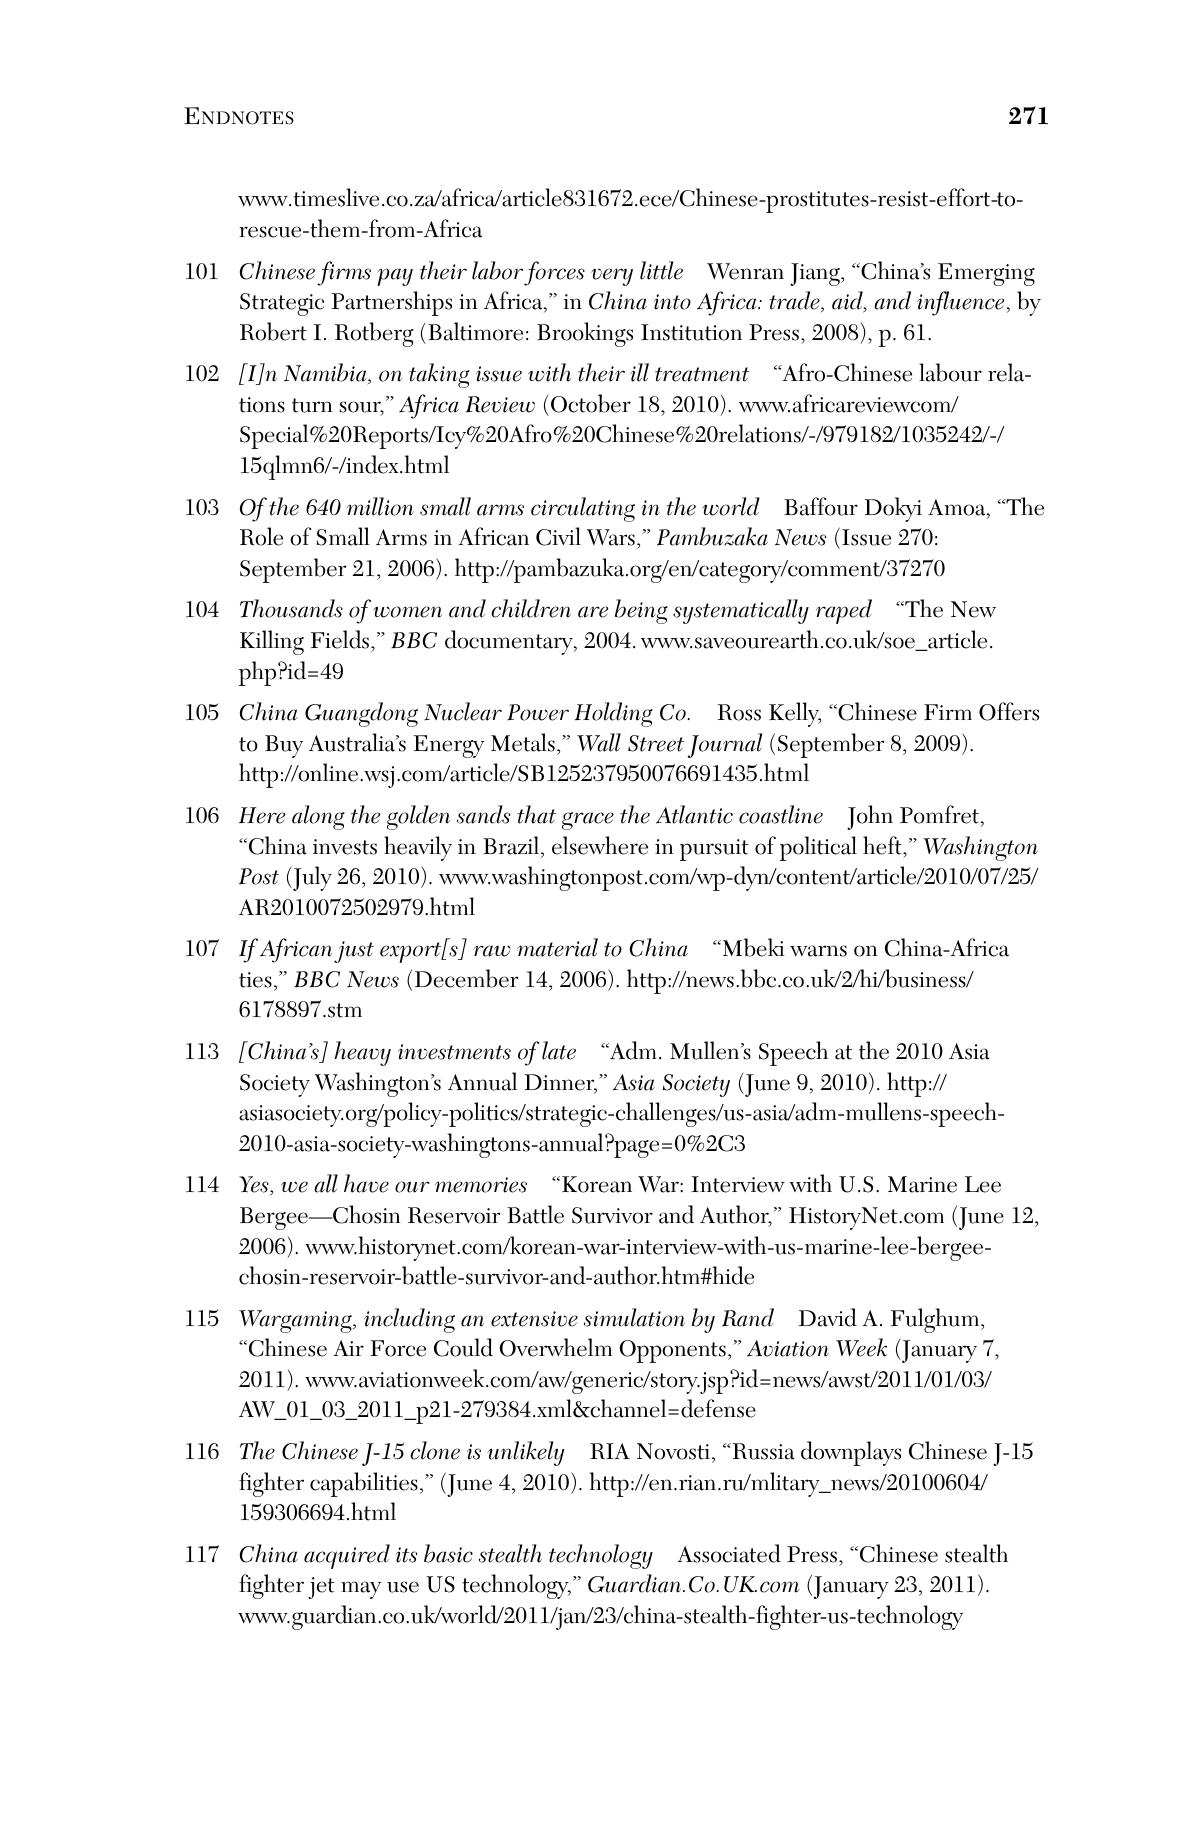 ENDNOTES 271
www.timeslive.co.za/africa/article831672.ece/Chinese-prostitutes-resist-effort-to-
rescue-them-from-Africa
101 Chinese firms pay their labor forces very little Wenran Jiang, “China’s Emerging
Strategic Partnerships in Africa,” in China into Africa: trade, aid, and influence, by
Robert I. Rotberg (Baltimore: Brookings Institution Press, 2008), p. 61.
102 [I]n Namibia, on taking issue with their ill treatment “Afro-Chinese labour rela-
tions turn sour,” Africa Review (October 18, 2010). www.africareviewcom/
Special%20Reports/Icy%20Afro%20Chinese%20relations/-/979182/1035242/-/
15qlmn6/-/index.html
103 Of the 640 million small arms circulating in the world Baffour Dokyi Amoa, “The
Role of Small Arms in African Civil Wars,” Pambuzaka News (Issue 270:
September 21, 2006). http://pambazuka.org/en/category/comment/37270
104 Thousands of women and children are being systematically raped “The New
Killing Fields,” BBC documentary, 2004. www.saveourearth.co.uk/soe_article.
php?id=49
105 China Guangdong Nuclear Power Holding Co. Ross Kelly, “Chinese Firm Offers
to Buy Australia’s Energy Metals,” Wall Street Journal (September 8, 2009).
http://online.wsj.com/article/SB125237950076691435.html
106 Here along the golden sands that grace the Atlantic coastline John Pomfret,
“China invests heavily in Brazil, elsewhere in pursuit of political heft,” Washington
Post (July 26, 2010). www.washingtonpost.com/wp-dyn/content/article/2010/07/25/
AR2010072502979.html
107 If African just export[s] raw material to China “Mbeki warns on China-Africa
ties,” BBC News (December 14, 2006). http://news.bbc.co.uk/2/hi/business/
6178897.stm
113 [China’s] heavy investments of late “Adm. Mullen’s Speech at the 2010 Asia
Society Washington’s Annual Dinner,” Asia Society (June 9, 2010). http://
asiasociety.org/policy-politics/strategic-challenges/us-asia/adm-mullens-speech-
2010-asia-society-washingtons-annual?page=0%2C3
114 Yes, we all have our memories “Korean War: Interview with U.S. Marine Lee
Bergee—Chosin Reservoir Battle Survivor and Author,” HistoryNet.com (June 12,
2006). www.historynet.com/korean-war-interview-with-us-marine-lee-bergee-
chosin-reservoir-battle-survivor-and-author.htm#hide
115 Wargaming, including an extensive simulation by Rand David A. Fulghum,
“Chinese Air Force Could Overwhelm Opponents,” Aviation Week (January 7,
2011). www.aviationweek.com/aw/generic/story.jsp?id=news/awst/2011/01/03/
AW_01_03_2011_p21-279384.xml&channel=defense
116 The Chinese J-15 clone is unlikely RIA Novosti, “Russia downplays Chinese J-15
fighter capabilities,” (June 4, 2010). http://en.rian.ru/mlitary_news/20100604/
159306694.html
117 China acquired its basic stealth technology Associated Press, “Chinese stealth
fighter jet may use US technology,” Guardian.Co.UK.com (January 23, 2011).
www.guardian.co.uk/world/2011/jan/23/china-stealth-fighter-us-technology